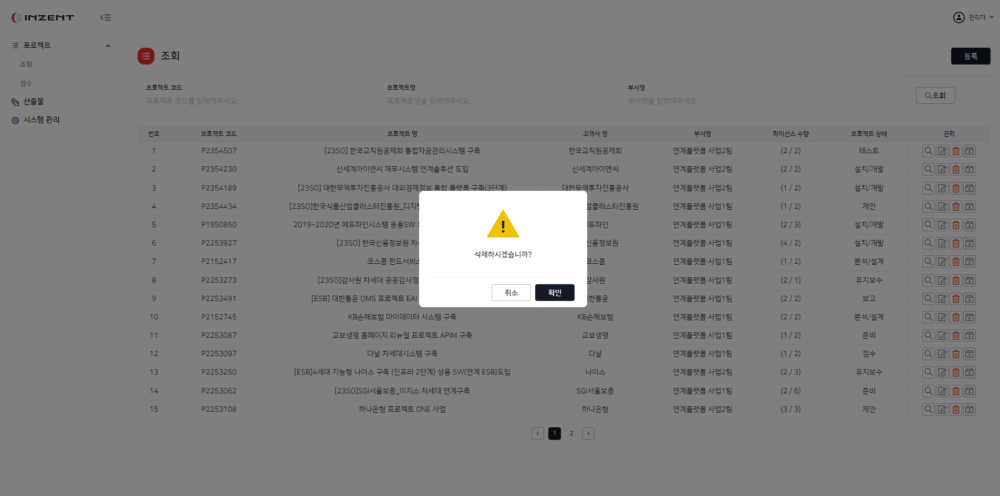 INZENT
관리자
프로젝트
조회
검수
산출물
시스템 관리
조회
등록
프로젝트 코드
프로젝트 코드를 입력해주세요.
프로젝트명
프로젝트명을 입력해주세요.
부서명
부서명을 입력해주세요
조회
번호 프로젝트 코드 프로젝트 명 고객사 명 부서명 라이선스 수량 프로젝트 상태 관리
1 P2354507 [23SO] 한국교직원공제회 통합자금관리시스템 구축 한국교직원공제회 연계플랫폼 사업2팀 (2 / 2) 테스트
2 P2354230 신세계아이앤씨 재무시스템 연계솔루션 도입 신세계아이앤씨 연계플랫폼 사업2팀 (2 / 2) 설치/개발
3 P2354189 [23SO] 대한무역투자진흥공사 대외경제정보 통합 플랫폼 구축(3단계) 대한무역투자진흥공사 연계플랫폼 사업2팀 (1 / 2) 설치/개발
4 P2354434 [23SO]한국식품산업클러스터진흥원_디지털 업클러스터진흥원 연계플랫폼 사업1팀 (1 / 2) 제안
5 P1950860 2019~2020년 에듀파인시스템 응용SW 듀파인 연계플랫폼 사업1팀 (2 / 3) 설치/개발
6 P2253927 [23SO] 한국신용정보원 차 신용정보원 연계플랫폼 사업1팀 (4 / 2) 설치/개발
7 P2152417 코스콤 펀드서비스 코스콤 연계플랫폼 사업1팀 (1 / 2) 분석/설계
8 P2253273 [23SO]감사원 차세대 공공감사정 감사원 연계플랫폼 사업1팀 (2 / 1) 유지보수
9 P2253491 [ESB] 대한통운 OMS 프로젝트 EAI 한통운 연계플랫폼 사업1팀 (2 / 2) 보고
10 P2152745 KB손해보험 마이데이터 시스템 구축 KB손해보험 연계플랫폼 사업1팀 (2 / 2) 분석/설계
11 P2253087 교보생명 홈페이지 리뉴얼 프로젝트 APIM 구축 교보생명 연계플랫폼 사업1팀 (1 / 2) 준비
12 P2253097 다날 차세대시스템 구축 다날 연계플랫폼 사업1팀 (1 / 2) 검수
13 P2253250 [ESB]4세대 지능형 나이스 구축 (인프라 2단계) 상용 SW(연계 ESB)도입 나이스 연계플랫폼 사업2팀 (2 / 3) 유지보수
14 P2253062 [23SO]SGI서울보증_이지스 차세대 연계구축 SGI서울보증 연계플랫폼 사업1팀 (2 / 6) 준비
15 P2253108 하나은행 프로젝트 ONE 사업 하나은행 연계플랫폼 사업2팀 (3 / 3) 제안
삭제하시겠습니까?
취소 확인
1 2